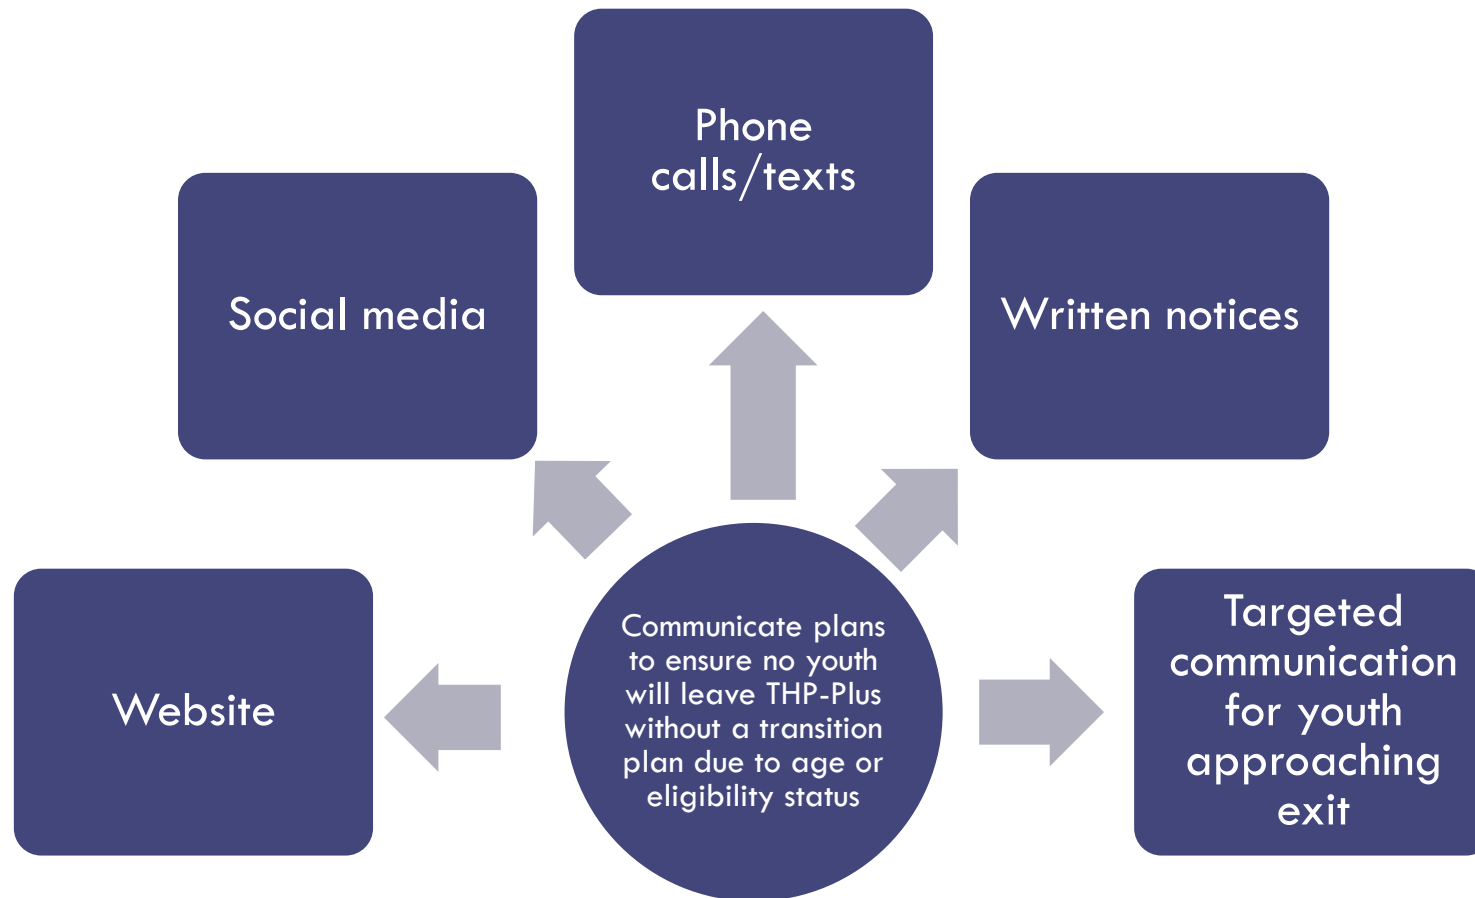 Phone
calls/texts
Social media
Written notices
Website
Communicate plans
to ensure no youth
will leave THP-Plus
without a transition
plan due to age or
eligibility status
Targeted
communication
for youth
approaching
exit